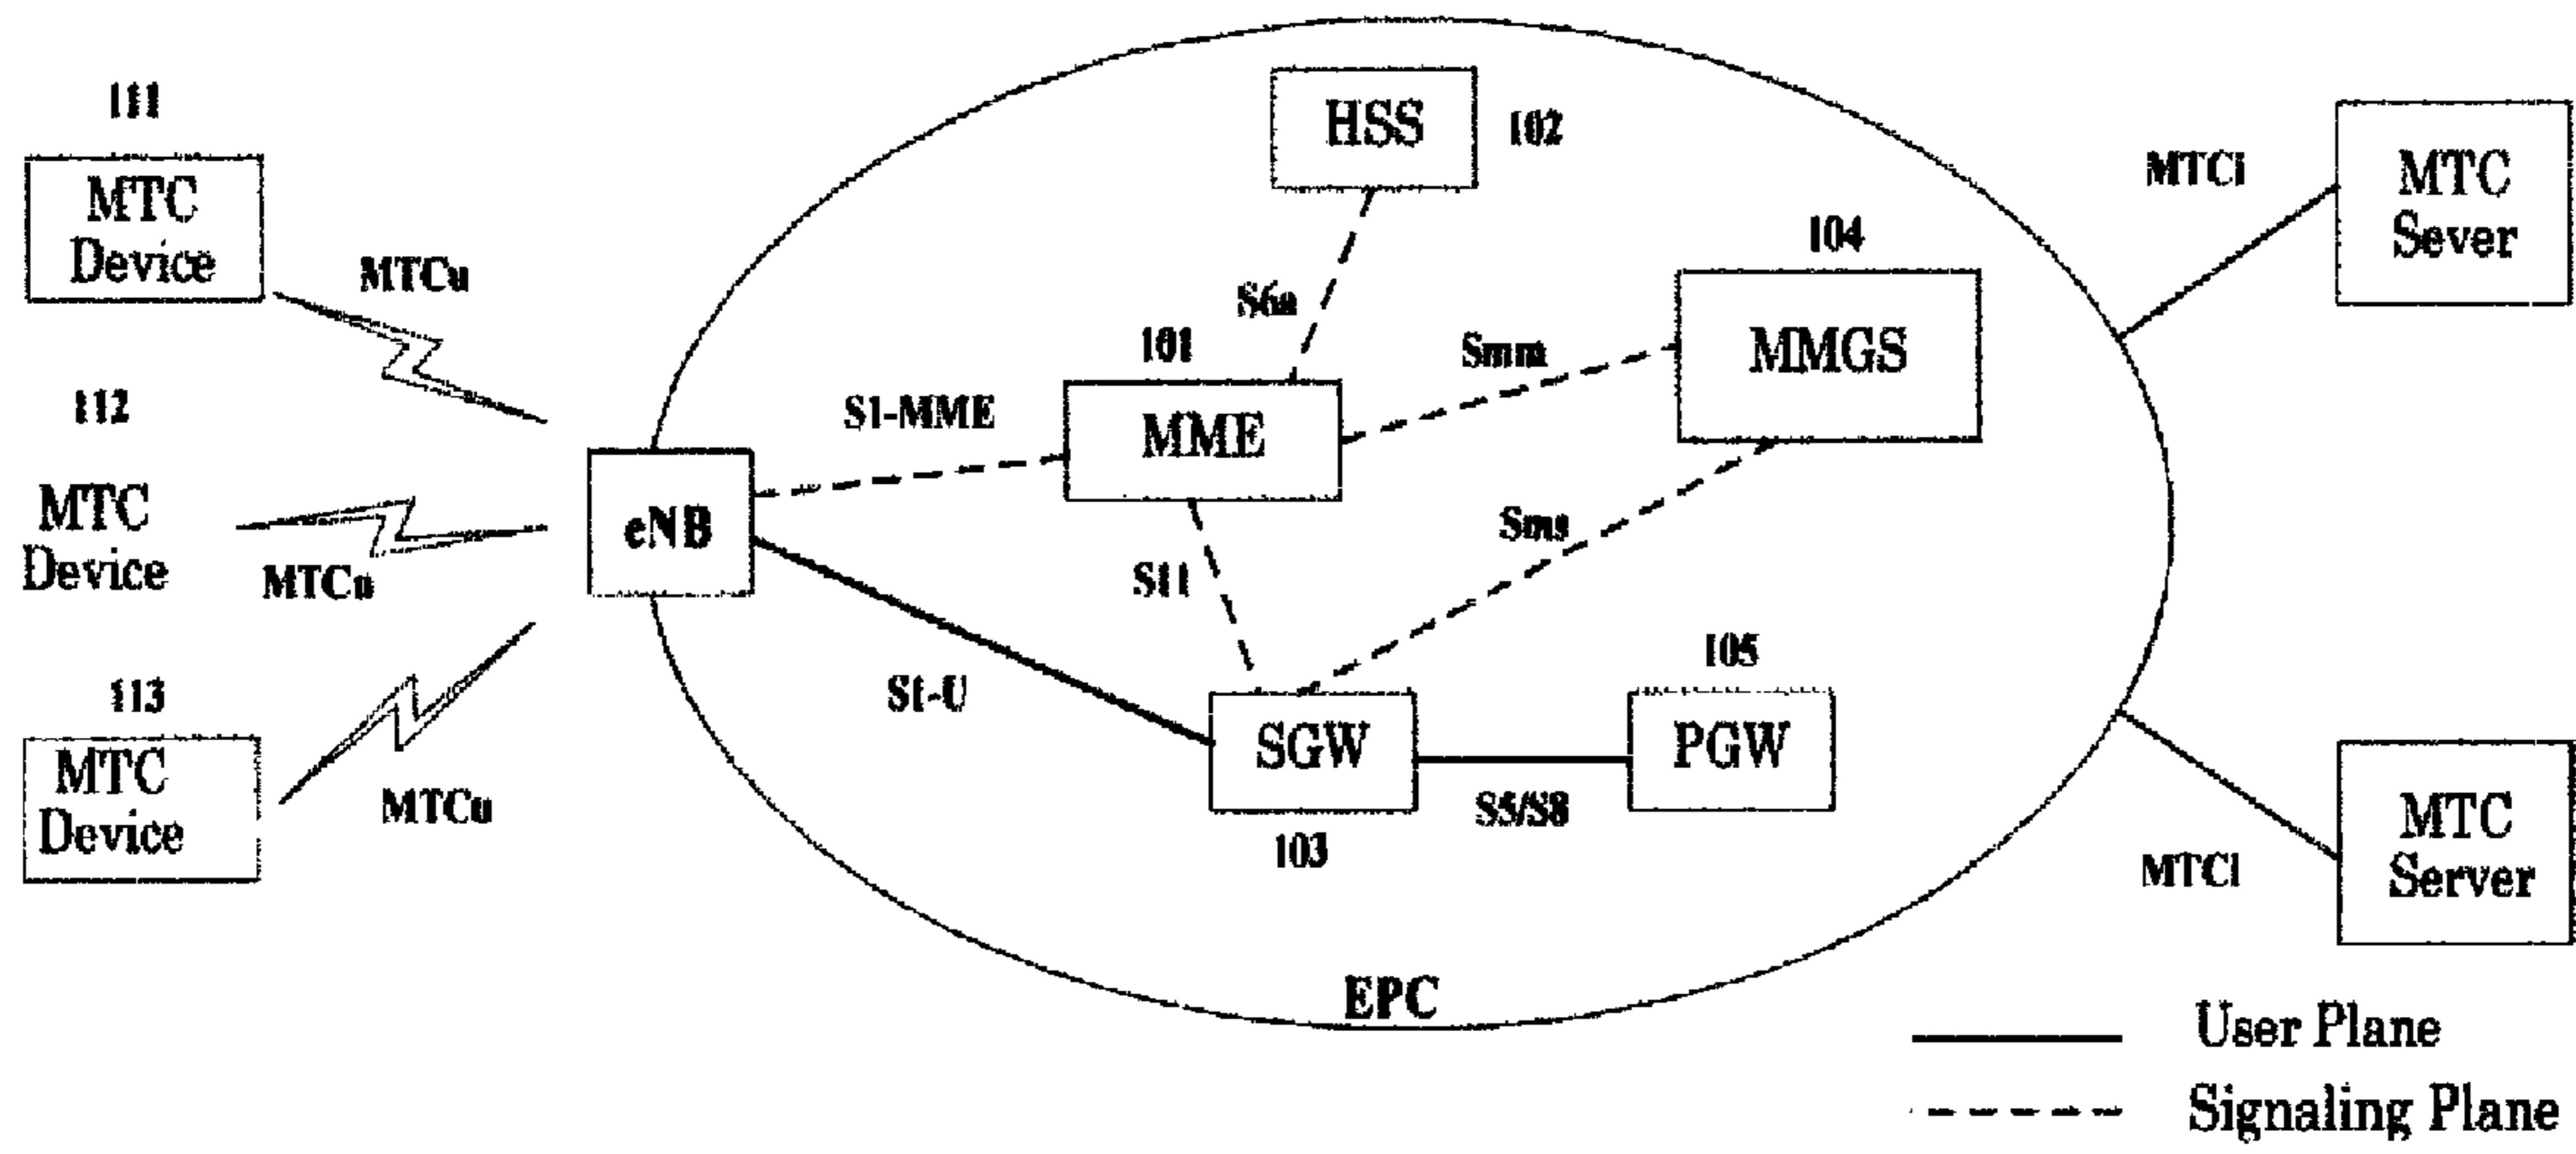 111
MTC
Device
MTCu
112
MTC
Device
MTCu
113
MTC
Device
MTCu
eNB
S1-MME
S1-U
HSS
102
S6a
101
MME
Smm
104
MMGS
S11
Sms
SGW
103
S5/S8
105
PGW
EPC
MTCi
MTC
Sever
MTCi
MTC
Server
User Plane
Signaling Plane